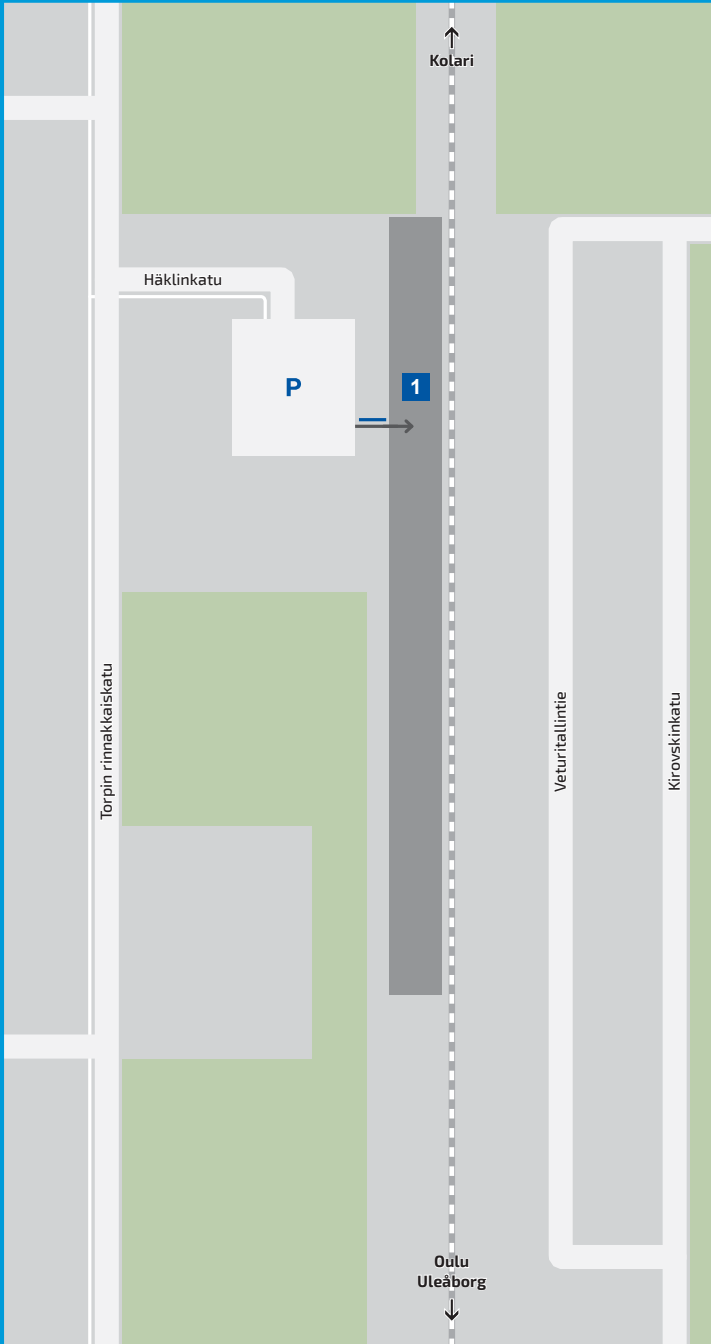 Kolari
Häklinkatu
P
1
Torpin rinnakkaiskatu
Veturitallintie
Kirovskinkatu
Oulu
Uleåborg